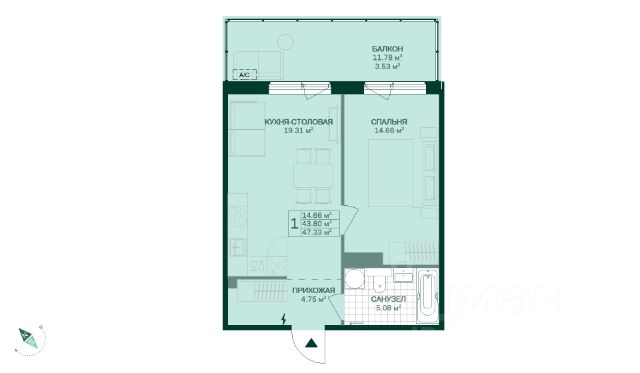 БАЛКОН
11.78 м²
3.53 м²
A/C
КУХНЯ-СТОЛОВАЯ
19.31 м²
СПАЛЬНЯ
14.66 м²
1
14.66 м²
43.80 м²
47.33 м²
ПРИХОЖАЯ
4.75 м²
САНУЗЕЛ
5.08 м²